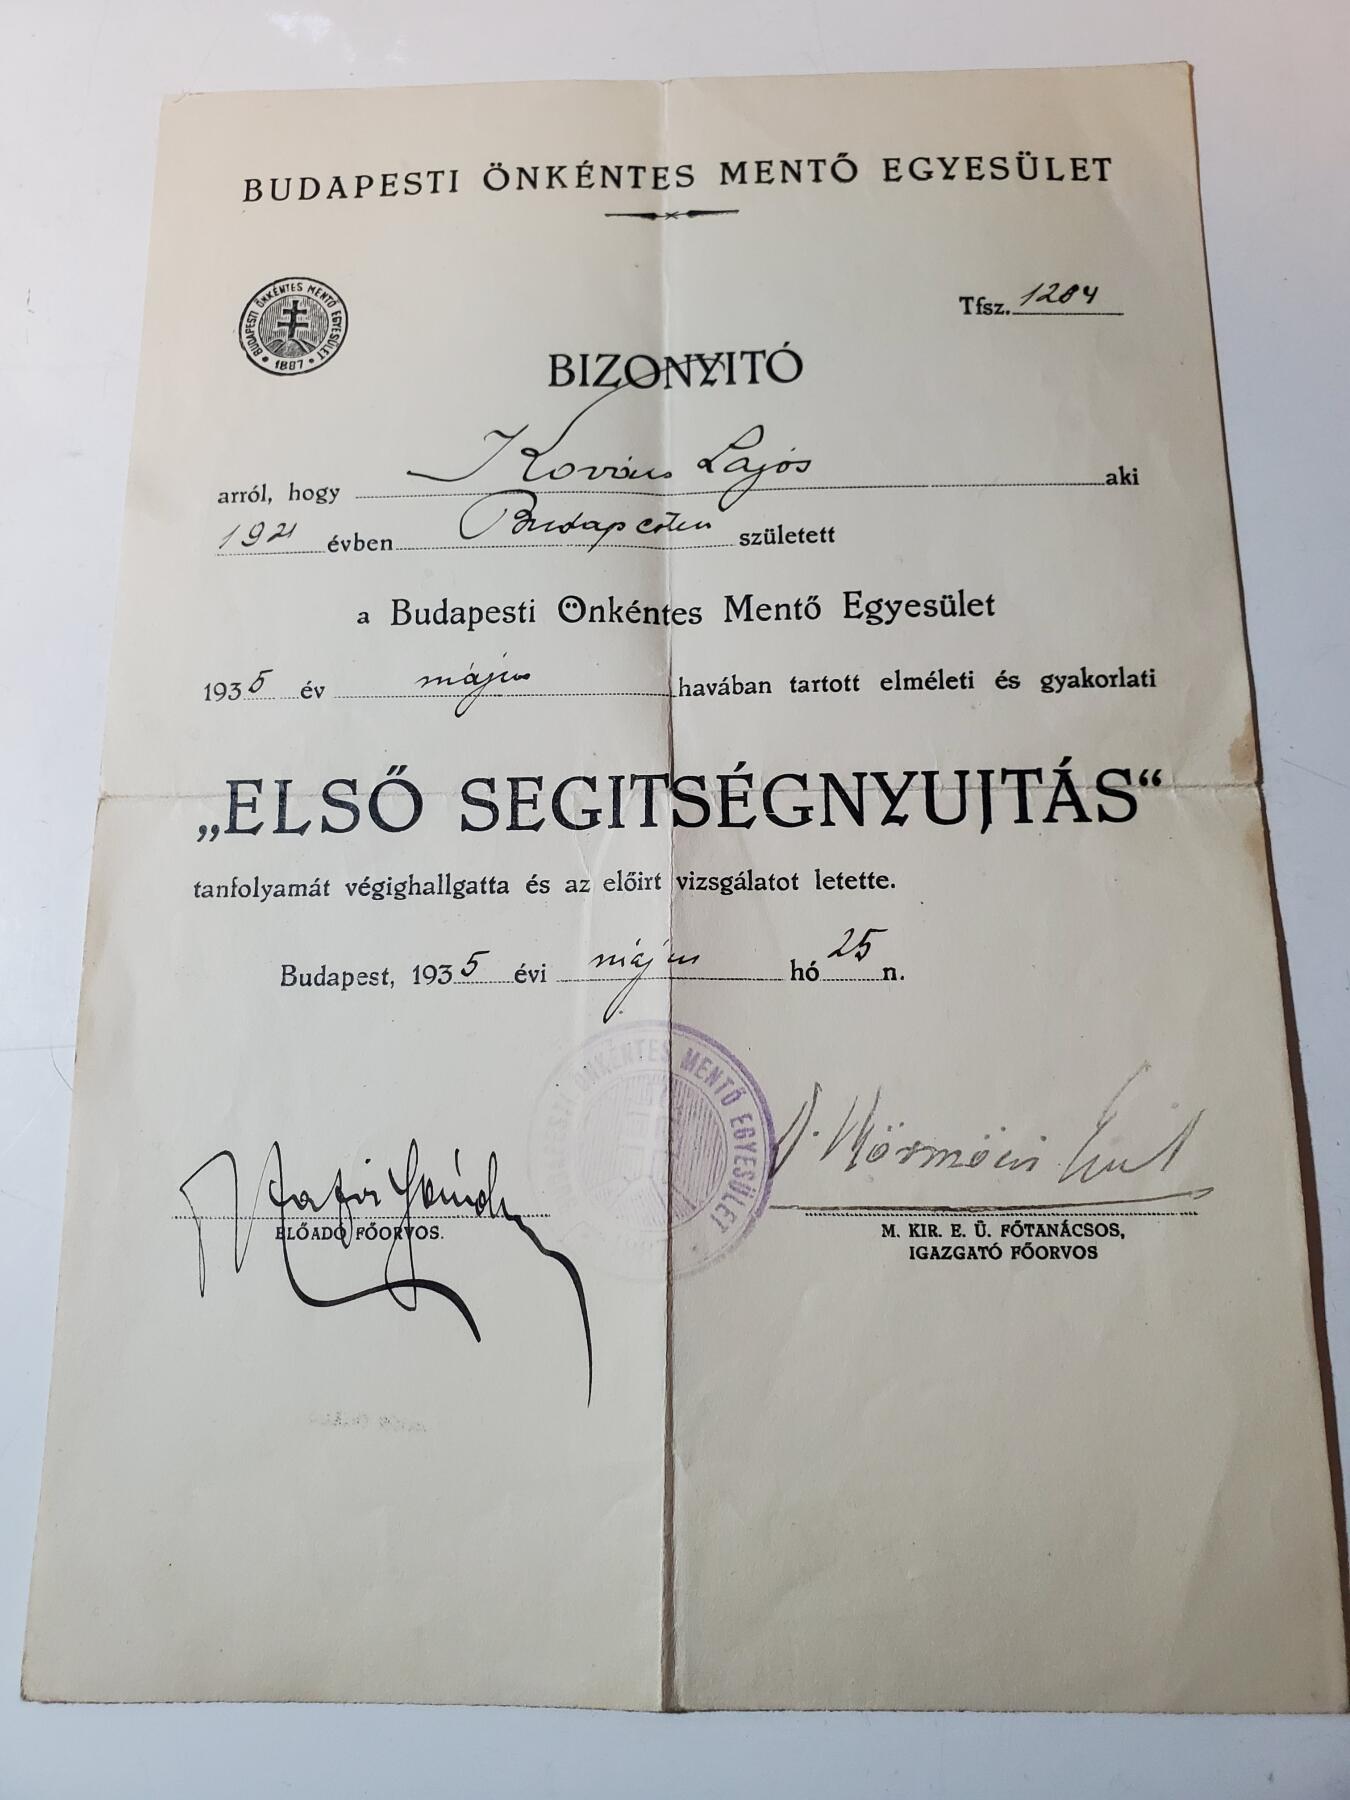 BUDAPESTI ÖNKÉNTES MENTŐ EGYESÜLET
BUDAPESTI ÖNKÉNTES MENTŐ EGYESÜLET
1887
Tfsz. 1284
BIZONYITÓ
arról, hogy Kovács Lajos aki
1921 évben Budapesten született
a Budapesti Önkéntes Mentő Egyesület
1935 év május havában tartott elméleti és gyakorlati
„ELSŐ SEGITSÉGNYUJTÁS“
tanfolyamát végighallgatta és az előirt vizsgálatot letette.
Budapest, 1935 évi május hó 25 n.
BUDAPESTI ÖNKÉNTES MENTŐ EGYESÜLET
ELŐADÓ FŐORVOS.
M. KIR. E. Ü. FŐTANÁCSOS,
IGAZGATÓ FŐORVOS